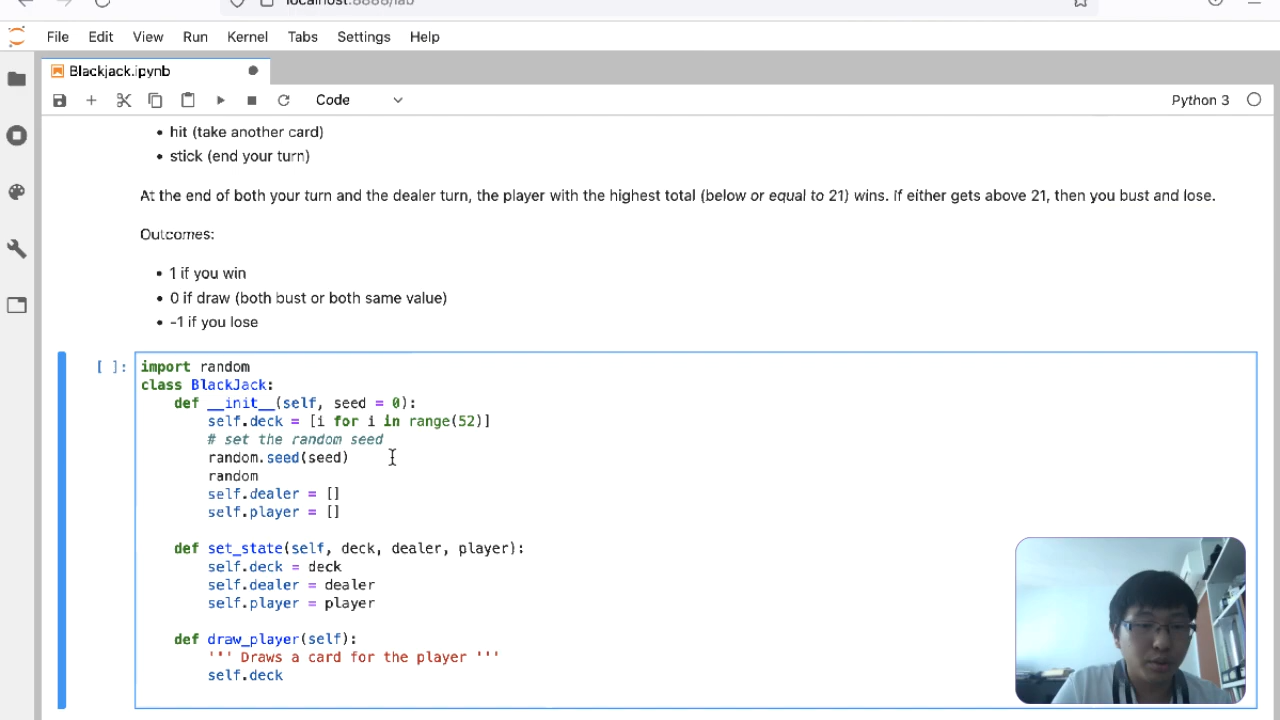 localhost:8888/lab
File Edit View Run Kernel Tabs Settings Help
Blackjack.ipynb
Code Python 3
• hit (take another card)
• stick (end your turn)
At the end of both your turn and the dealer turn, the player with the highest total (below or equal to 21) wins. If either gets above 21, then you bust and lose.
Outcomes:
• 1 if you win
• 0 if draw (both bust or both same value)
• -1 if you lose
[ ]: import random
class BlackJack:
def __init__(self, seed = 0):
self.deck = [i for i in range(52)]
# set the random seed
random.seed(seed)
random
self.dealer = []
self.player = []
def set_state(self, deck, dealer, player):
self.deck = deck
self.dealer = dealer
self.player = player
def draw_player(self):
''' Draws a card for the player '''
self.deck